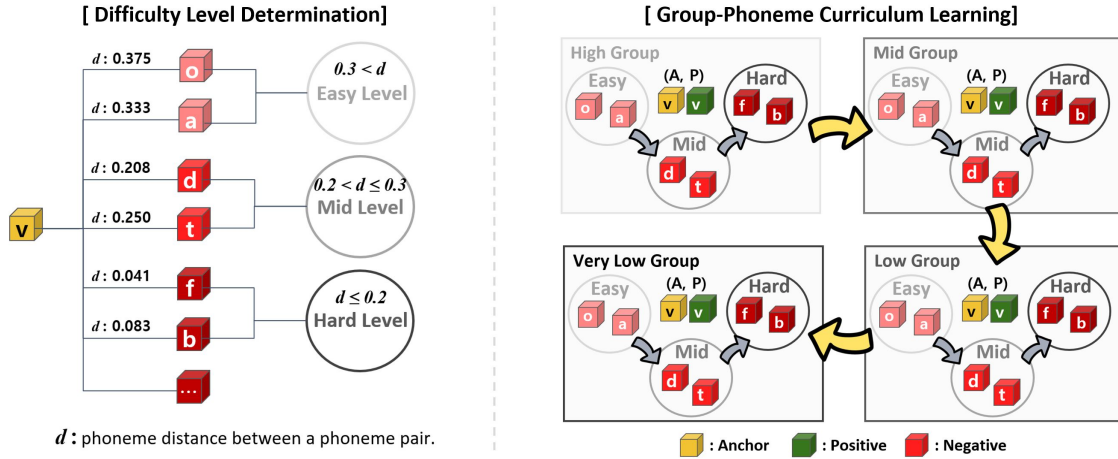 [ Difficulty Level Determination]
d : 0.375
o
0.3 < d
Easy Level
d : 0.333
a
d : 0.208
d
0.2 < d ≤ 0.3
Mid Level
d : 0.250
t
v
d : 0.041
f
d ≤ 0.2
Hard Level
d : 0.083
b
...
d : phoneme distance between a phoneme pair.
[ Group-Phoneme Curriculum Learning]
High Group
Easy
(A, P)
Hard
o a
v v
f b
Mid
d t
Mid Group
Easy
(A, P)
Hard
o a
v v
f b
Mid
d t
Very Low Group
Easy
(A, P)
Hard
o a
v v
f b
Mid
d t
Low Group
Easy
(A, P)
Hard
o a
v v
f b
Mid
d t
: Anchor : Positive : Negative